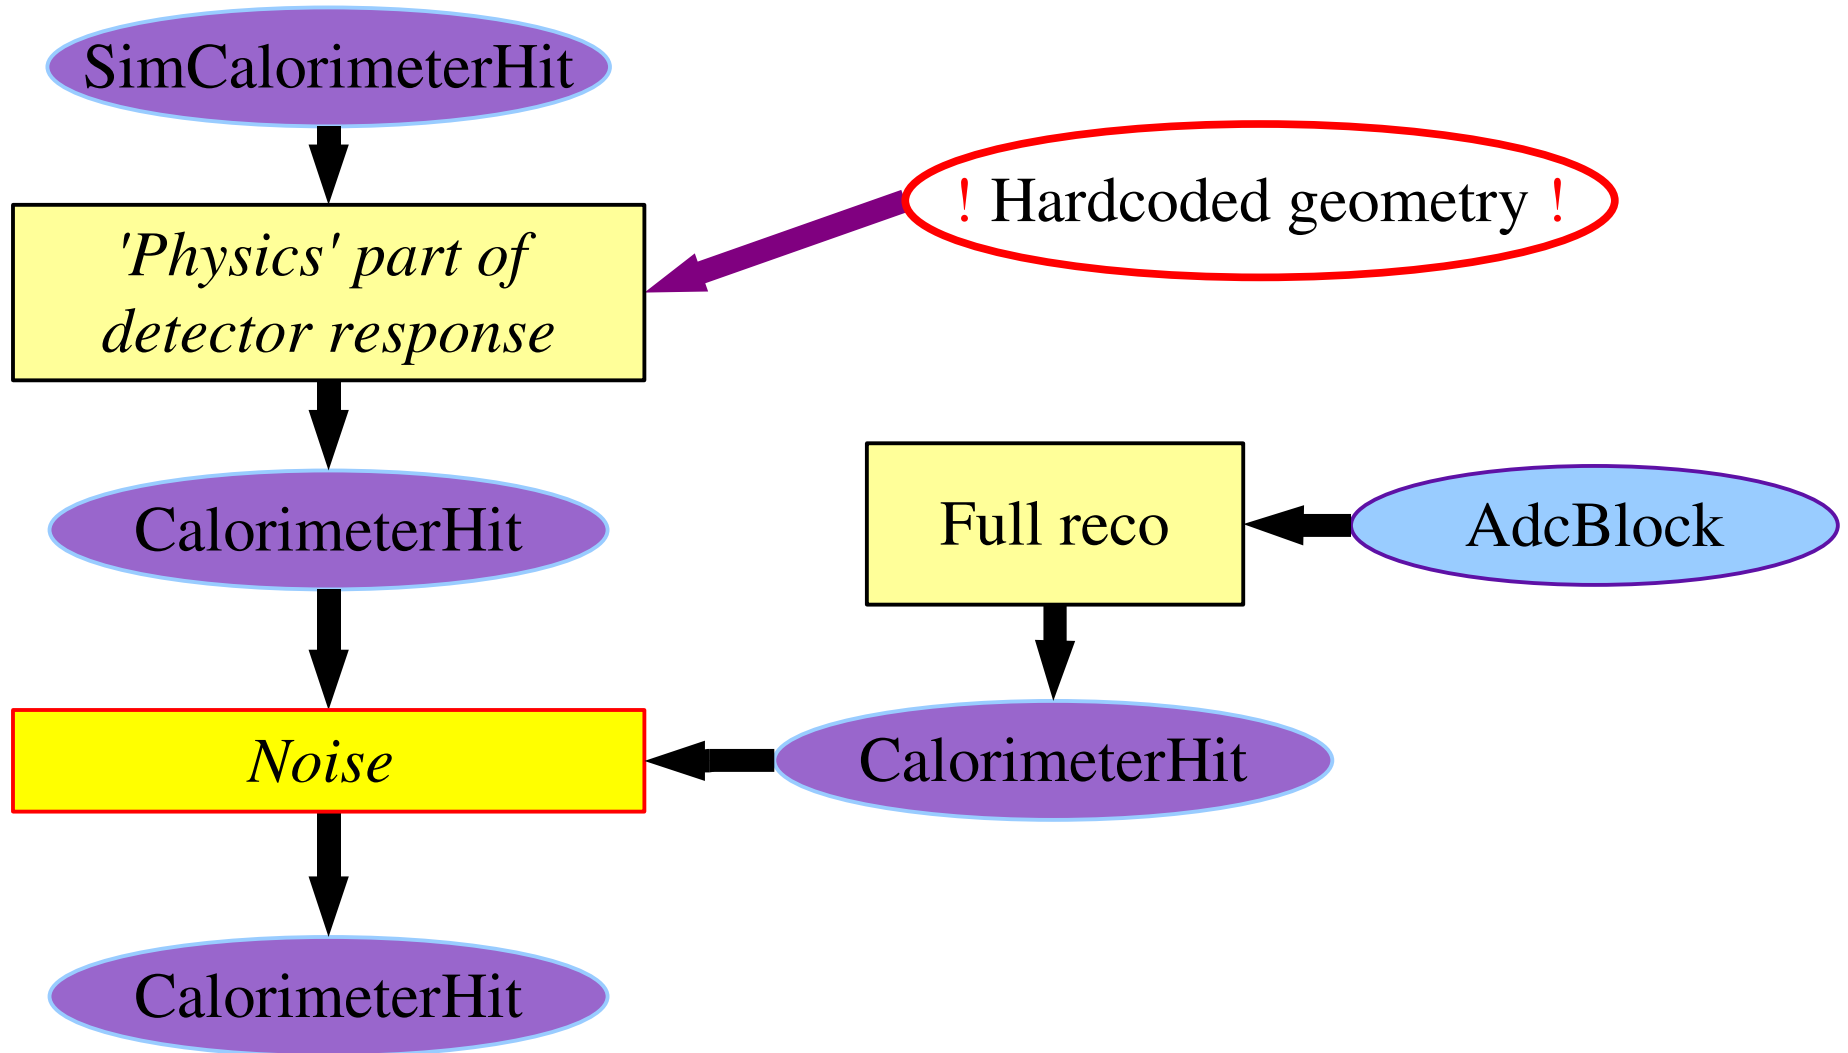 SimCalorimeterHit
! Hardcoded geometry !
'Physics' part of
detector response
CalorimeterHit
Full reco
AdcBlock
Noise
CalorimeterHit
CalorimeterHit